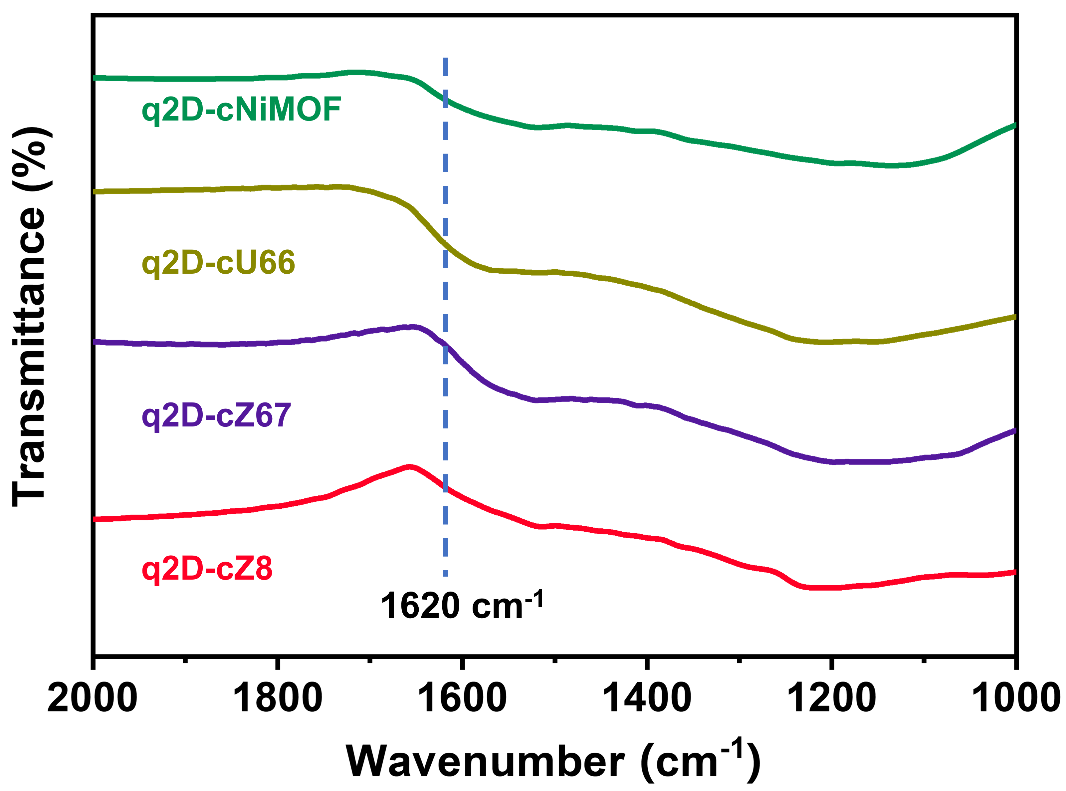 Transmittance (%)
q2D-cNiMOF
q2D-cU66
q2D-cZ67
q2D-cZ8
1620 cm⁻¹
2000 1800 1600 1400 1200 1000
Wavenumber (cm⁻¹)